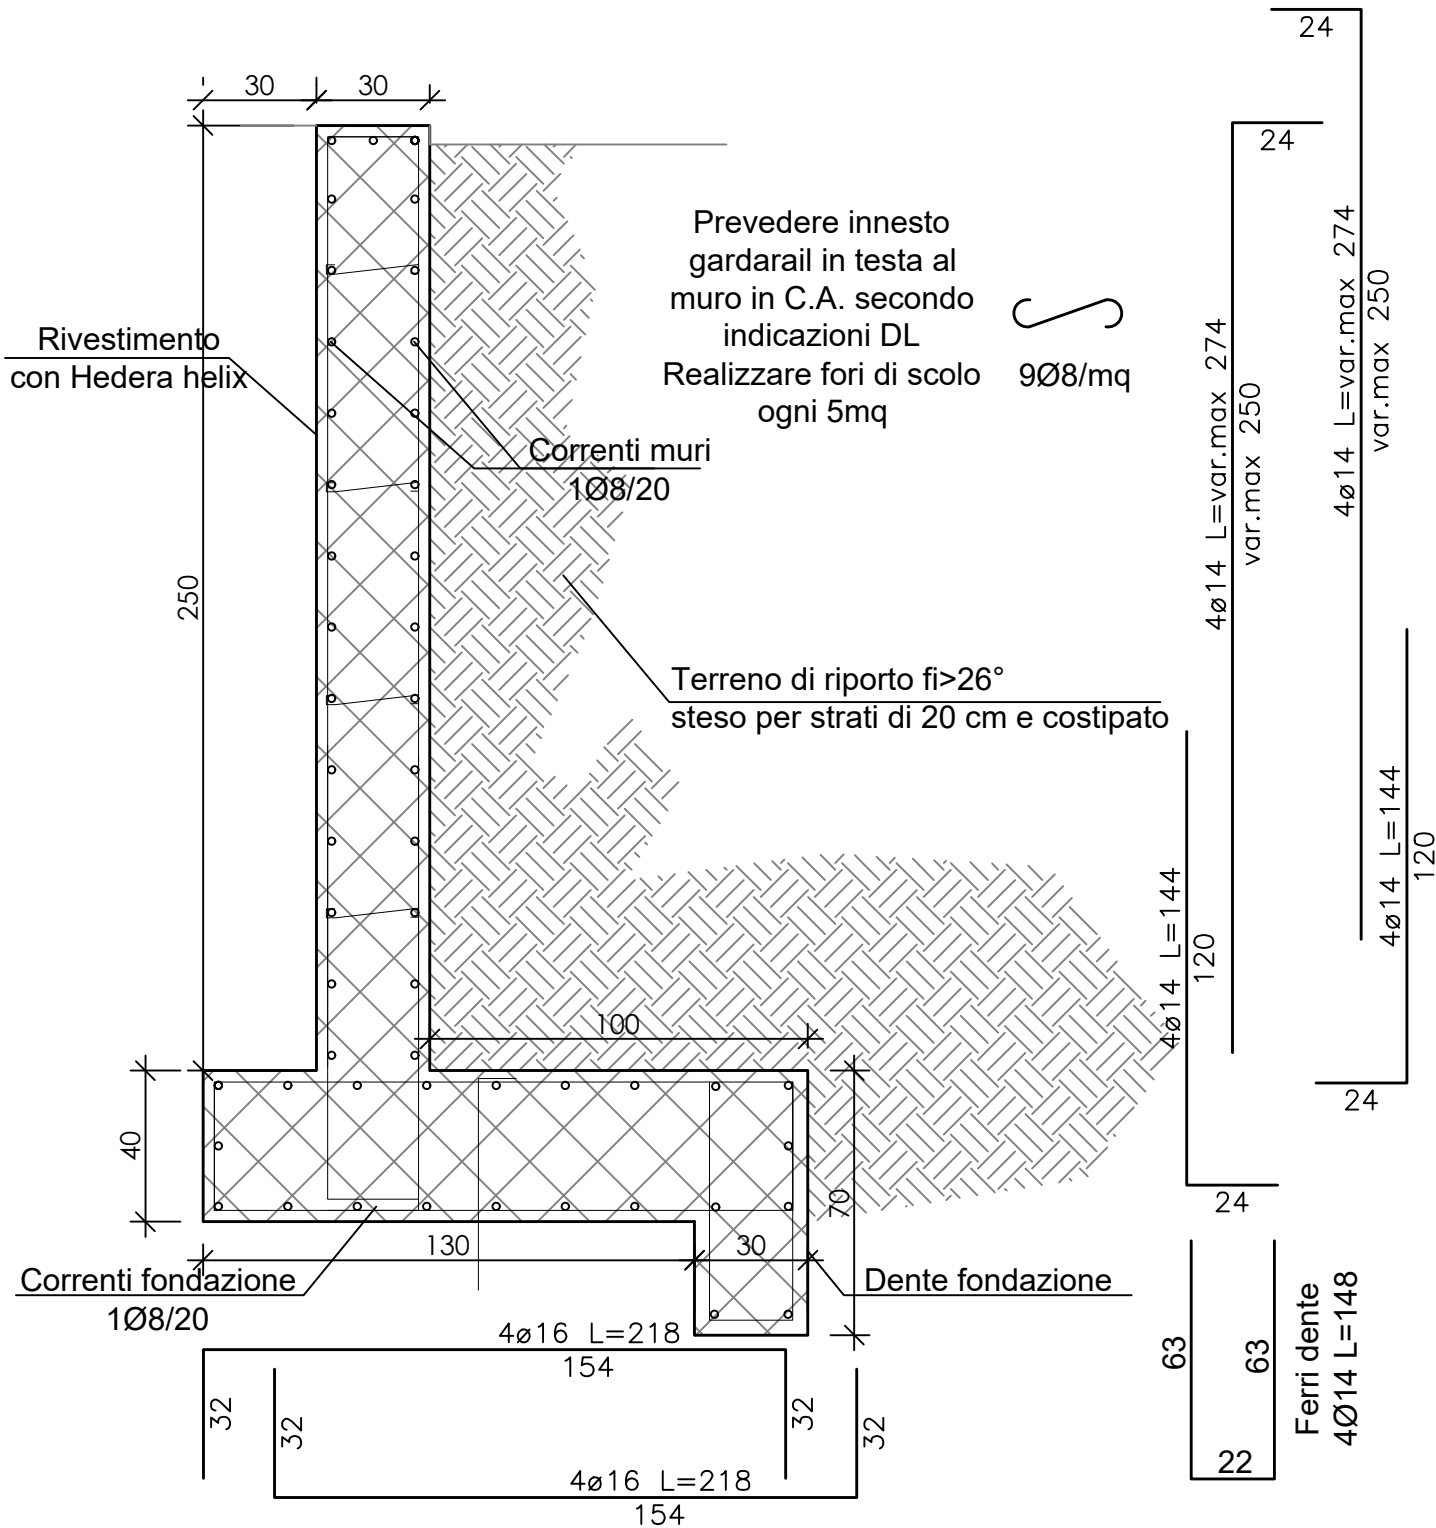 24
30
30
24
Prevedere innesto
gardarail in testa al
muro in C.A. secondo
indicazioni DL
Realizzare fori di scolo
ogni 5mq
9Ø8/mq
Rivestimento
con Hedera helix
Correnti muri
1Ø8/20
250
Terreno di riporto fi>26°
steso per strati di 20 cm e costipato
4ø14 L=var.max 274
var.max 250
4ø14 L=var.max 274
var.max 250
4ø14 L=144
120
4ø14 L=144
120
24
24
100
40
70
130
30
Correnti fondazione
1Ø8/20
Dente fondazione
4ø16 L=218
154
32
32
32
32
4ø16 L=218
154
63
63
22
Ferri dente
4Ø14 L=148